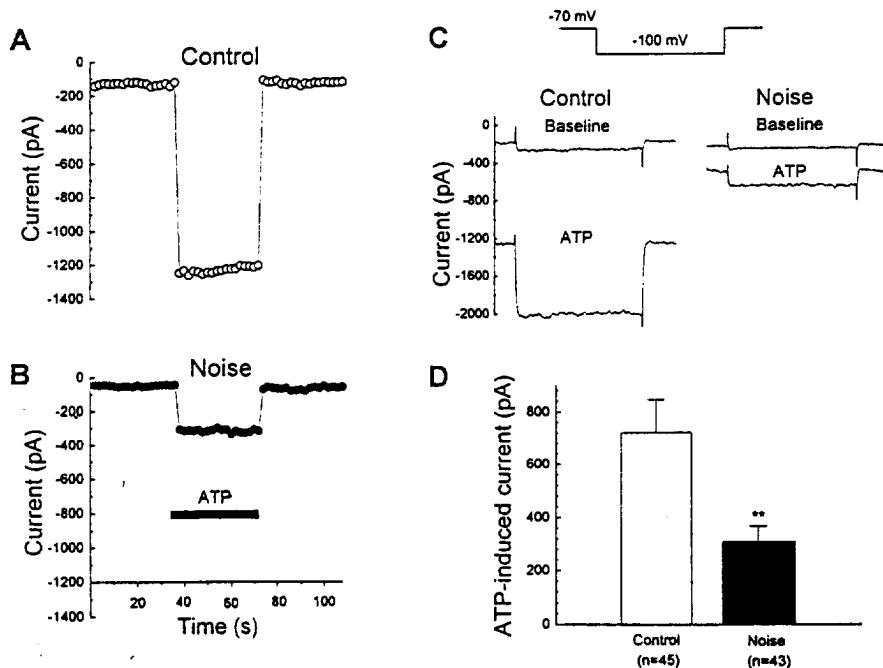 A
Control
0
-200
-400
-600
-800
-1000
-1200
-1400
Current (pA)
B
Noise
0
-200
-400
-600
-800
-1000
-1200
-1400
Current (pA)
ATP
20
40
60
80
100
Time (s)
C
-70 mV
-100 mV
Control
Noise
Baseline
Baseline
ATP
ATP
0
-400
-800
-1200
-1600
-2000
Current (pA)
D
800
600
400
200
0
ATP-induced current (pA)
**
Control
Noise
(n=45)
(n=43)